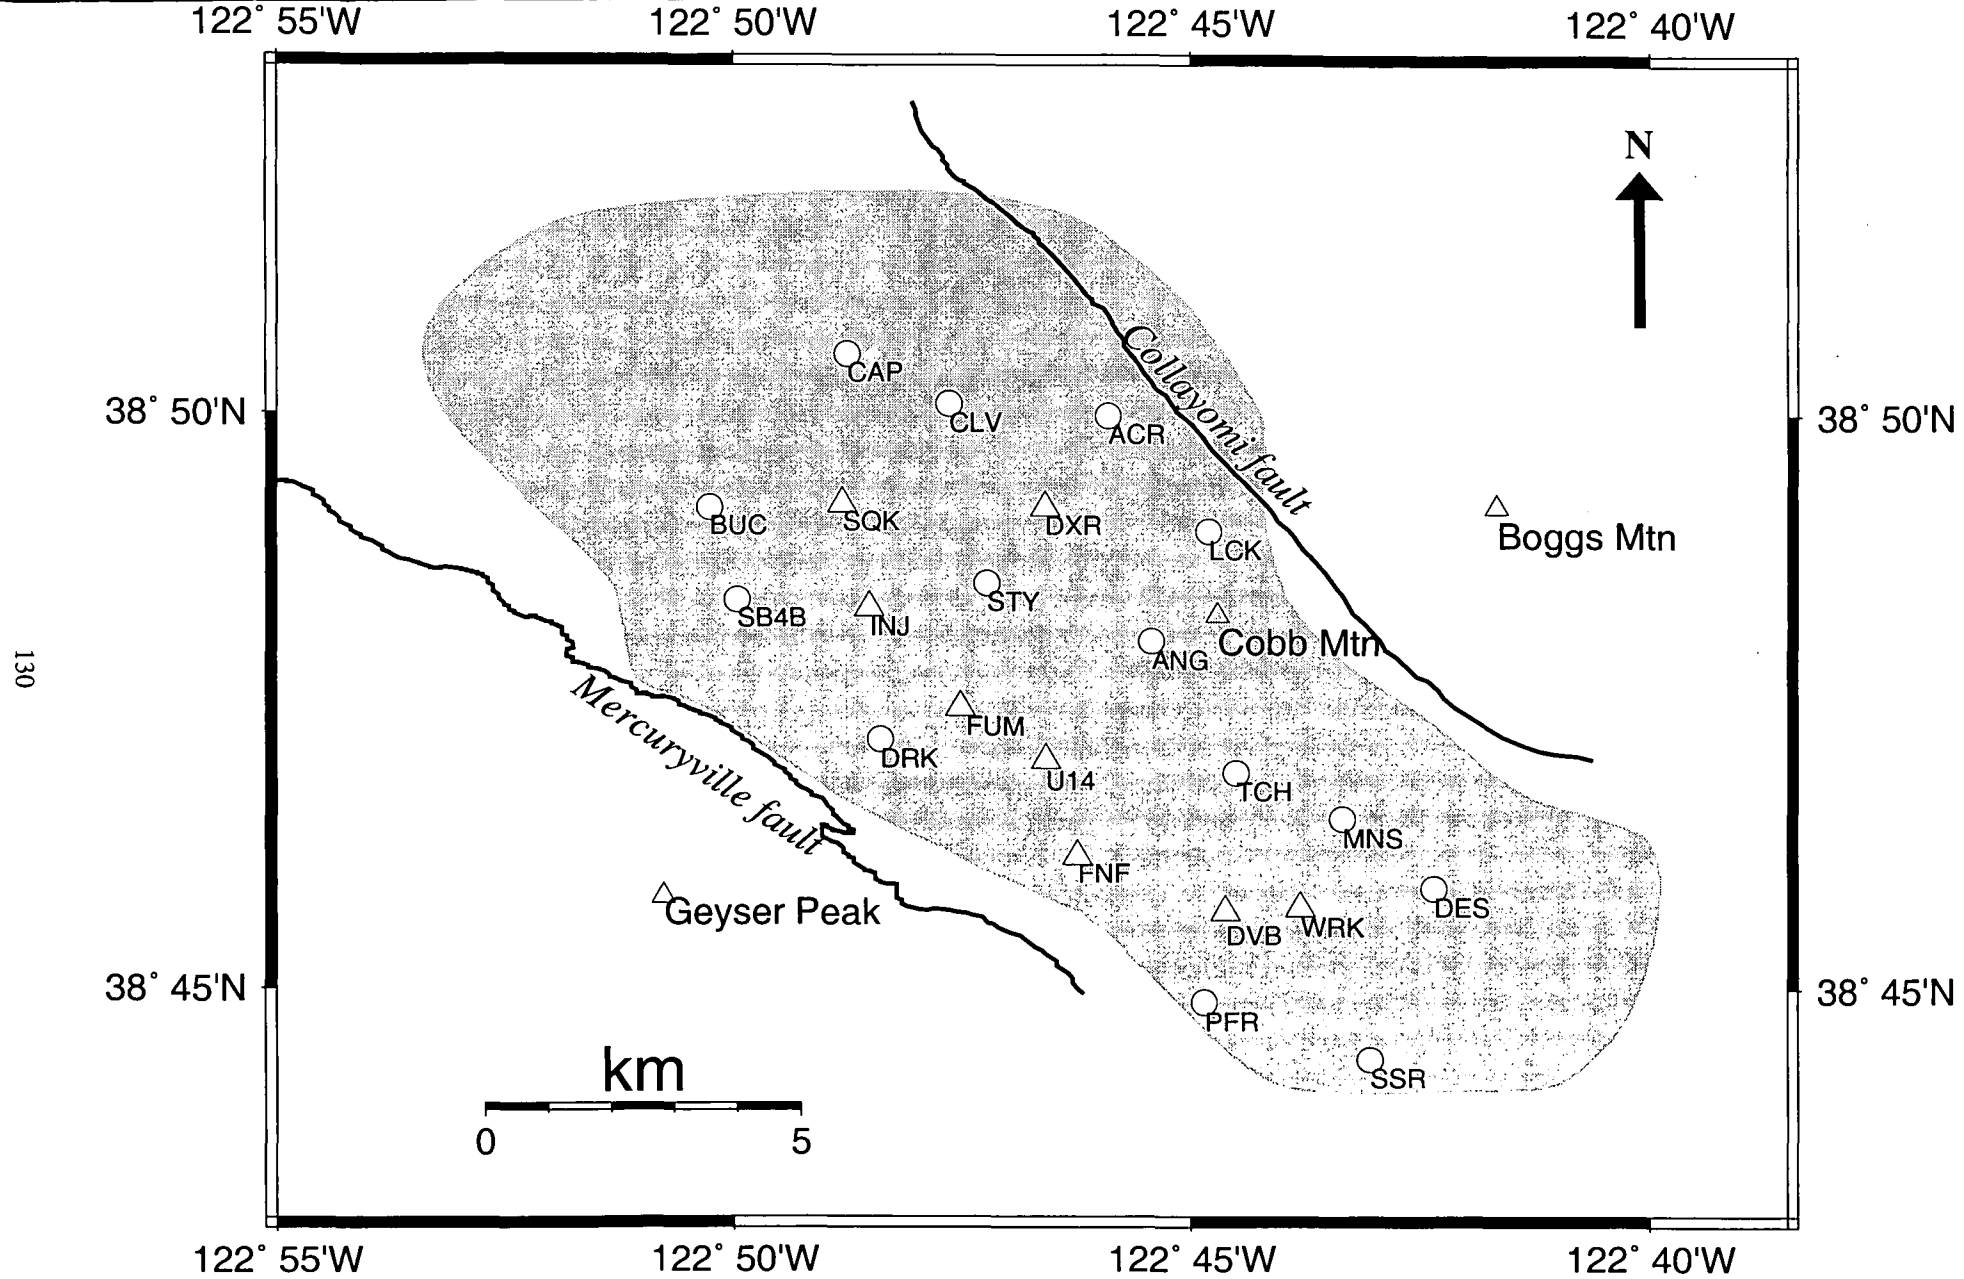 122° 55'W 122° 50'W 122° 45'W 122° 40'W
N
Collayomi fault
CAP
38° 50'N
CLV
ACR
38° 50'N
BUC
SQK
DXR
LCK
Boggs Mtn
SB4B
INJ
STY
ANG
Cobb Mtn
130
Mercuryville fault
FUM
DRK
U14
TCH
MNS
FNF
Geyser Peak
DES
DVB
WRK
38° 45'N
38° 45'N
PFR
km
SSR
0 5
122° 55'W 122° 50'W 122° 45'W 122° 40'W